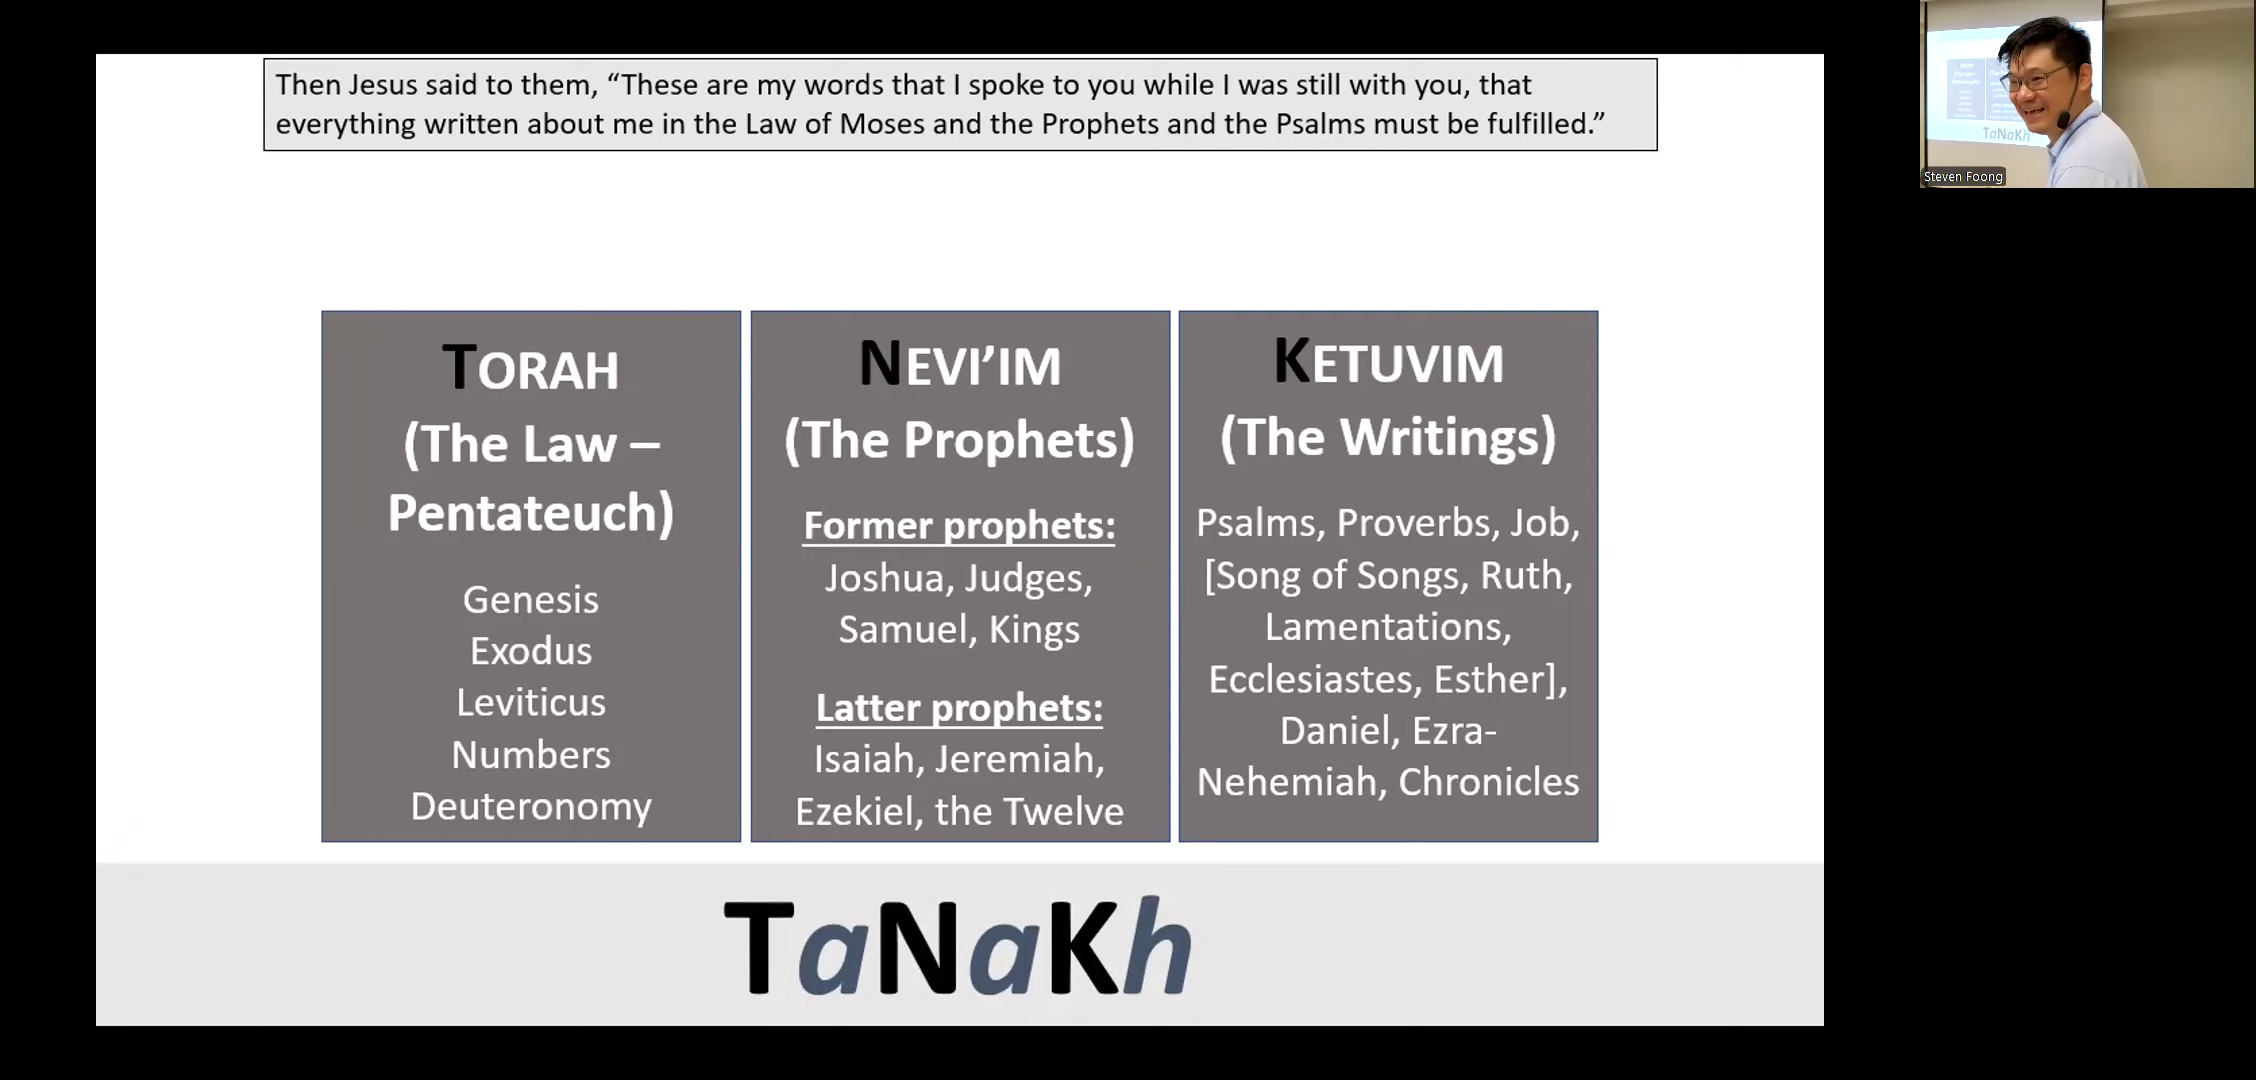 Then Jesus said to them, “These are my words that I spoke to you while I was still with you, that
everything written about me in the Law of Moses and the Prophets and the Psalms must be fulfilled.”
TORAH
(The Law –
Pentateuch)
Genesis
Exodus
Leviticus
Numbers
Deuteronomy
NEVI’IM
(The Prophets)
Former prophets:
Joshua, Judges,
Samuel, Kings
Latter prophets:
Isaiah, Jeremiah,
Ezekiel, the Twelve
KETUVIM
(The Writings)
Psalms, Proverbs, Job,
[Song of Songs, Ruth,
Lamentations,
Ecclesiastes, Esther],
Daniel, Ezra-
Nehemiah, Chronicles
TaNaKh
TaNaKh
Steven Foong